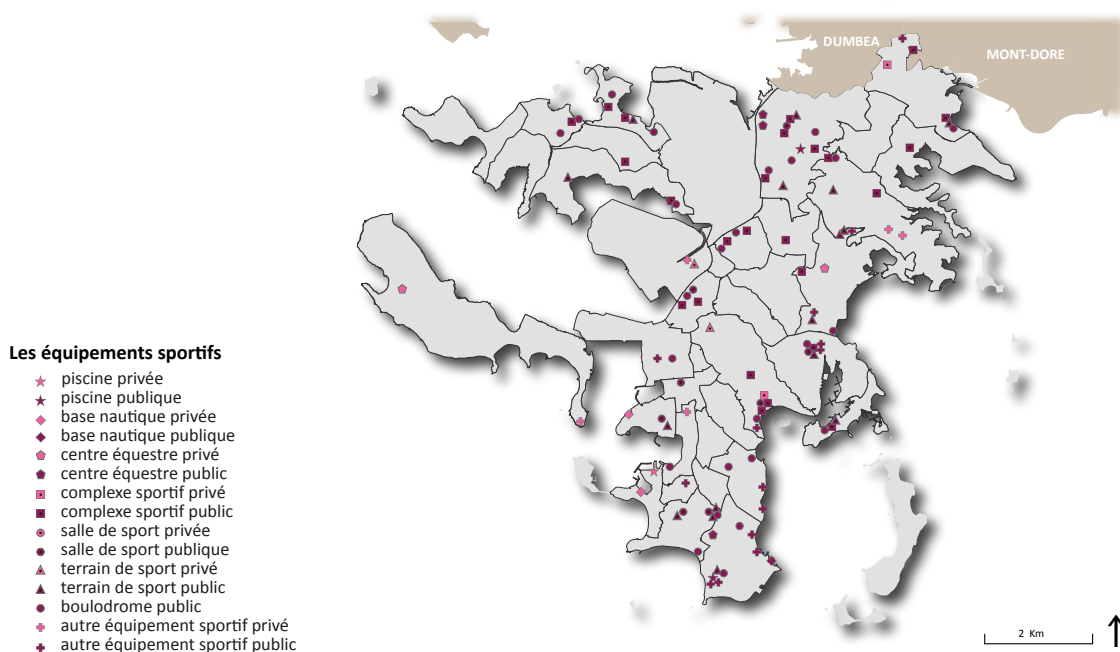 DUMBEA
MONT-DORE
Les équipements sportifs
piscine privée
piscine publique
base nautique privée
base nautique publique
centre équestre privé
centre équestre public
complexe sportif privé
complexe sportif public
salle de sport privée
salle de sport publique
terrain de sport privé
terrain de sport public
boulodrome public
autre équipement sportif privé
autre équipement sportif public
2 Km